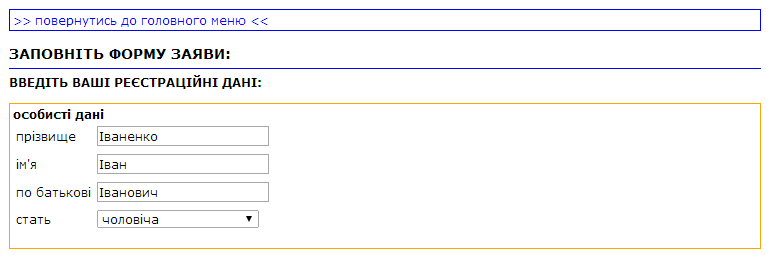 >> повернутись до головного меню <<
ЗАПОВНІТЬ ФОРМУ ЗАЯВИ:
ВВЕДІТЬ ВАШІ РЕЄСТРАЦІЙНІ ДАНІ:
особисті дані
прізвище Іваненко
ім'я Іван
по батькові Іванович
стать чоловіча